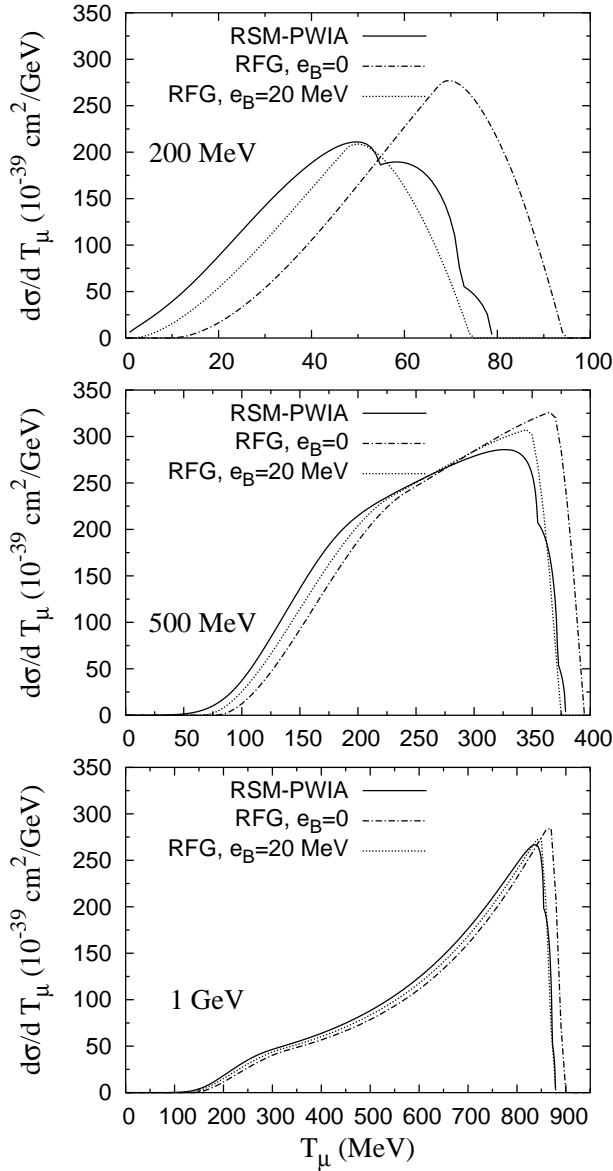 350
300
250
200
150
100
50
0
dσ/d T_μ (10^-39 cm^2/GeV)
RSM-PWIA
RFG, e_B=0
RFG, e_B=20 MeV
200 MeV
0 20 40 60 80 100
350
300
250
200
150
100
50
0
dσ/d T_μ (10^-39 cm^2/GeV)
RSM-PWIA
RFG, e_B=0
RFG, e_B=20 MeV
500 MeV
0 50 100 150 200 250 300 350 400
350
300
250
200
150
100
50
0
dσ/d T_μ (10^-39 cm^2/GeV)
RSM-PWIA
RFG, e_B=0
RFG, e_B=20 MeV
1 GeV
0 100 200 300 400 500 600 700 800 900
T_μ (MeV)